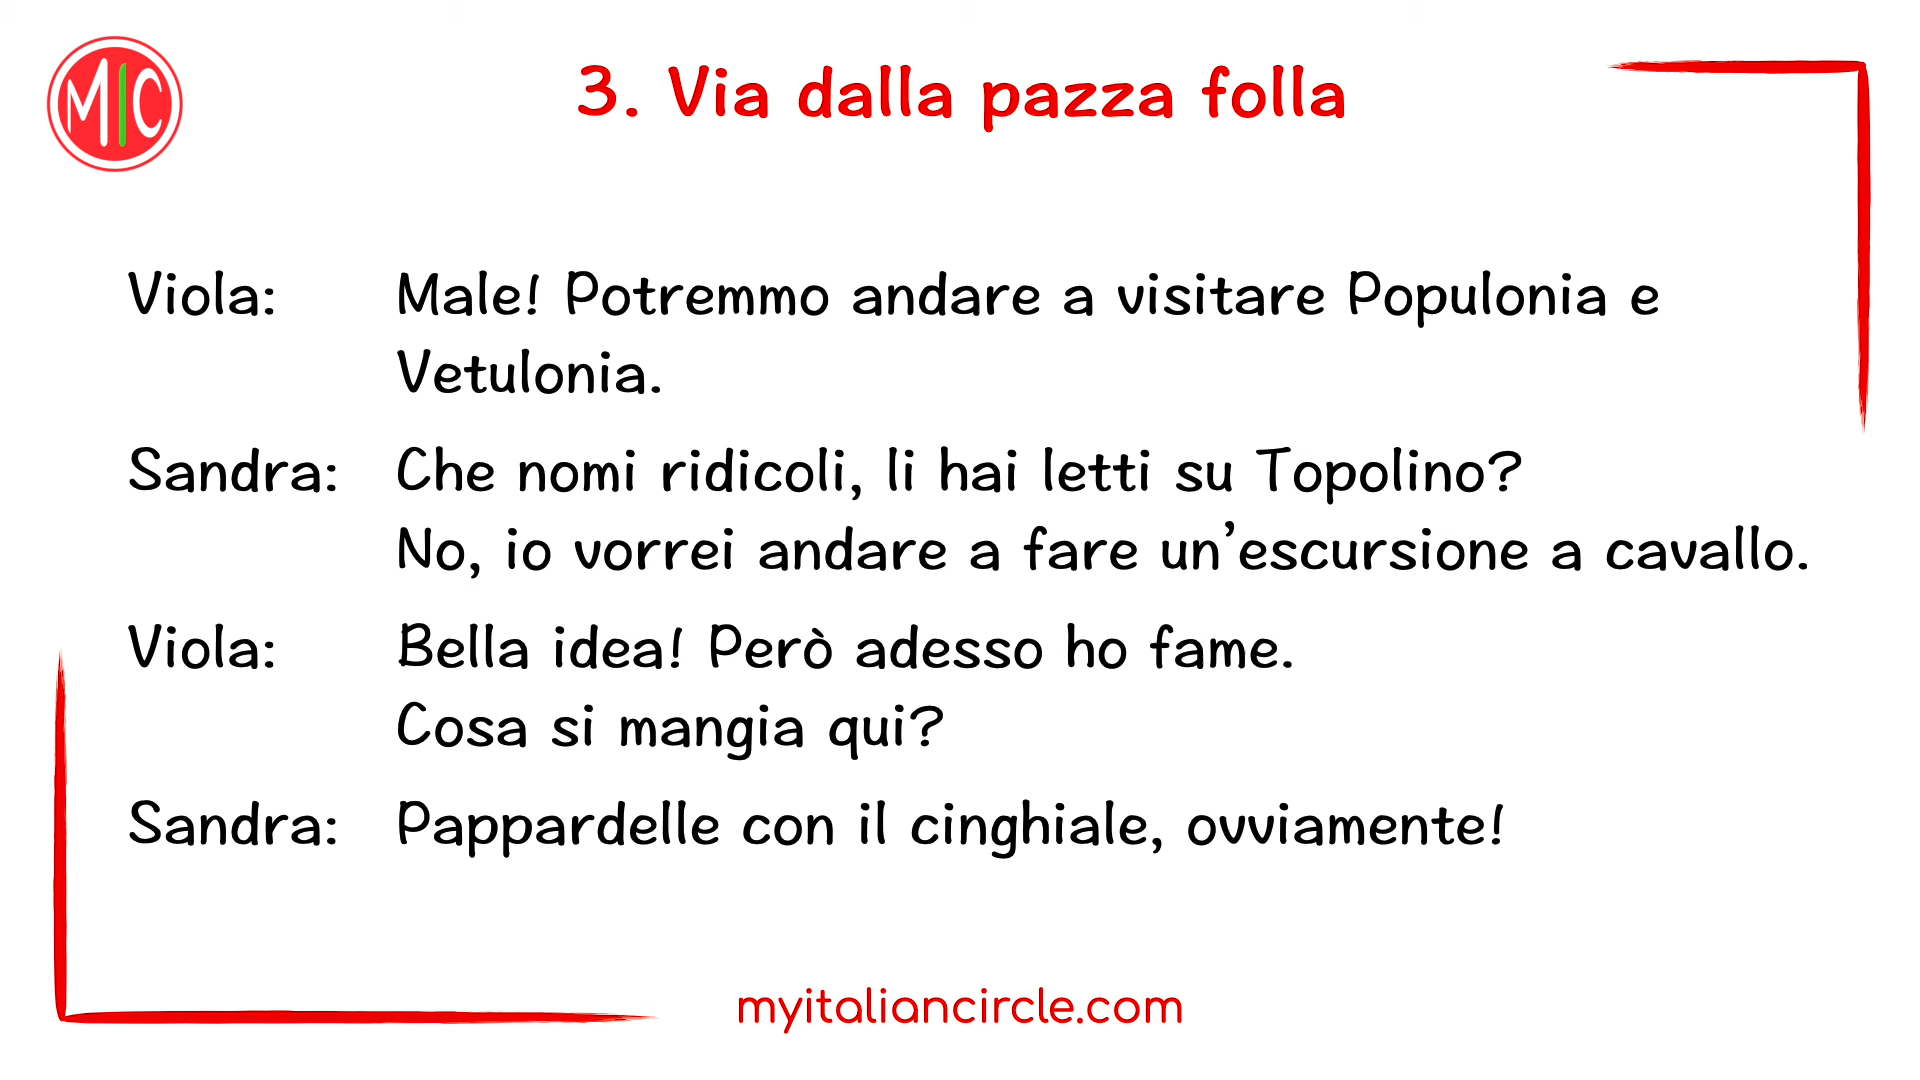 MIC
3. Via dalla pazza folla
Viola: Male! Potremmo andare a visitare Populonia e
Vetulonia.
Sandra: Che nomi ridicoli, li hai letti su Topolino?
No, io vorrei andare a fare un’escursione a cavallo.
Viola: Bella idea! Però adesso ho fame.
Cosa si mangia qui?
Sandra: Pappardelle con il cinghiale, ovviamente!
myitaliancircle.com